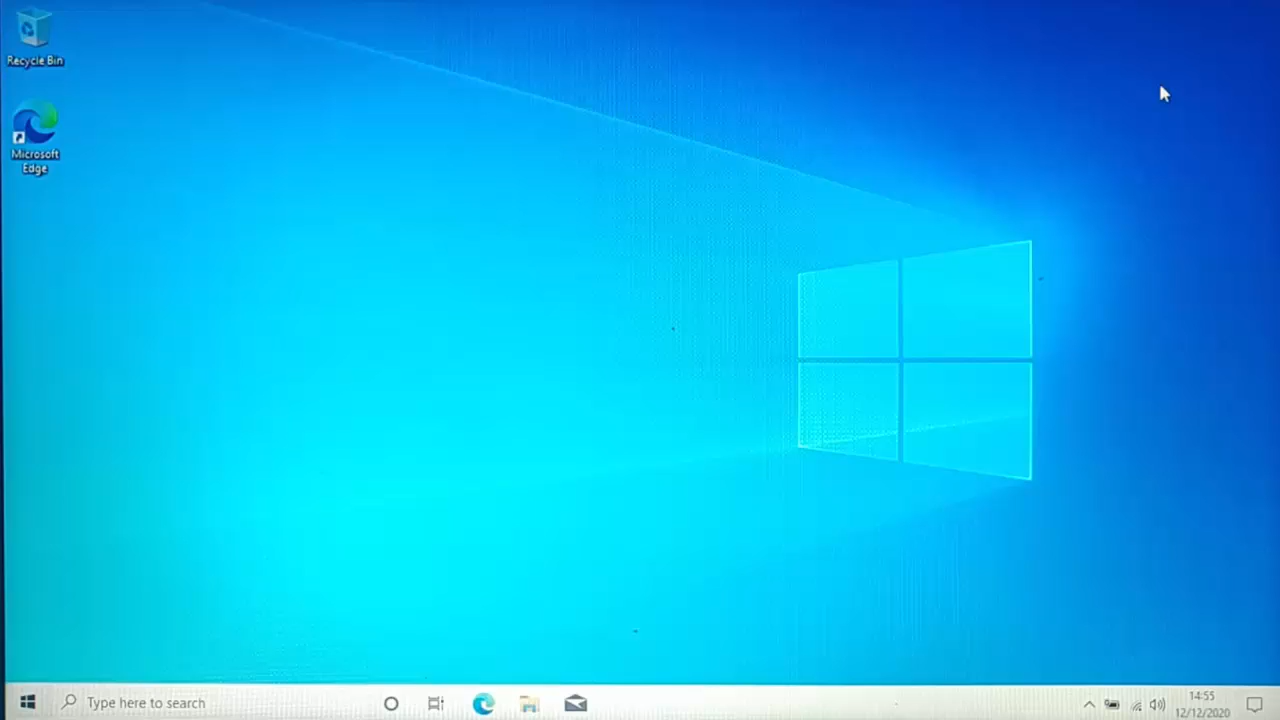 Recycle Bin
Microsoft
Edge
Type here to search
14:55
12/12/2020